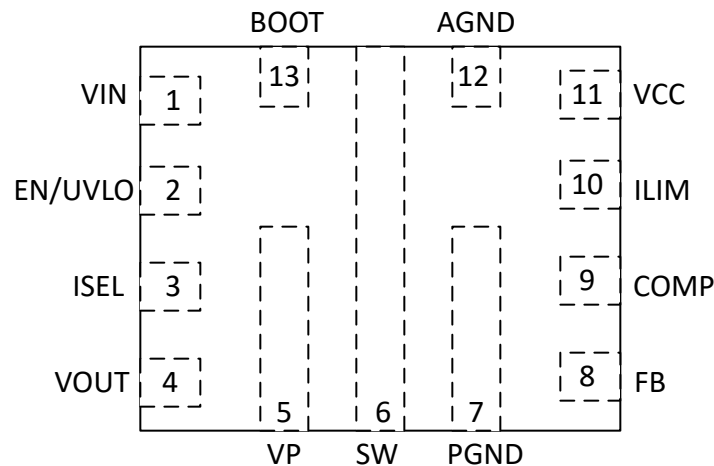 BOOT AGND
13 12
VIN 1 11 VCC
EN/UVLO 2 10 ILIM
ISEL 3 9 COMP
VOUT 4 8 FB
5 6 7
VP SW PGND